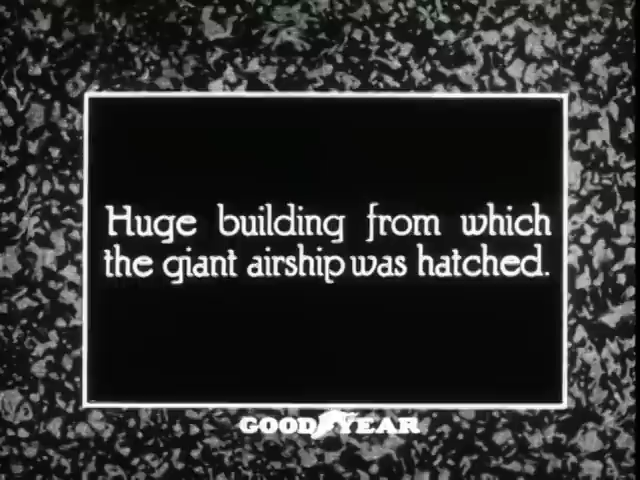 Huge building from which
the giant airship was hatched.
GOODYEAR